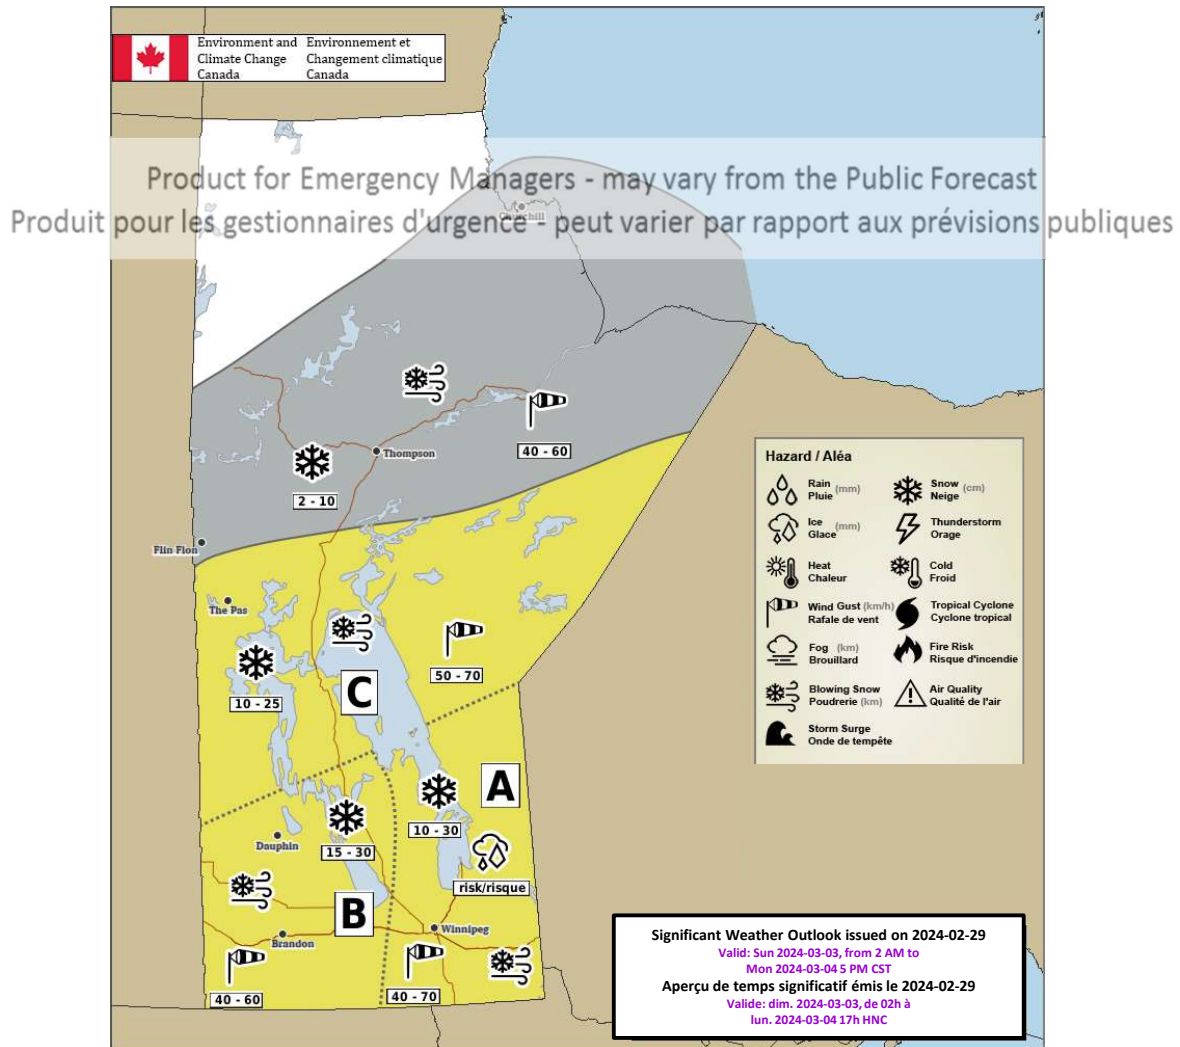 Environment and Environnement et
Climate Change Changement climatique
Canada Canada
Product for Emergency Managers - may vary from the Public Forecast
Churchill
Produit pour les gestionnaires d'urgence - peut varier par rapport aux prévisions publiques
40 - 60
Thompson
2 - 10
Flin Flon
The Pas
50 - 70
10 - 25
C
A
10 - 30
Dauphin
15 - 30
risk/risque
B
Winnipeg
Brandon
40 - 60
40 - 70
Hazard / Aléa
Rain
Pluie (mm)
Snow
Neige (cm)
Ice
Glace (mm)
Thunderstorm
Orage
Heat
Chaleur
Cold
Froid
Wind Gust (km/h)
Rafale de vent
Tropical Cyclone
Cyclone tropical
Fog (km)
Brouillard
Fire Risk
Risque d'incendie
Blowing Snow
Poudrerie (km)
Air Quality
Qualité de l'air
Storm Surge
Onde de tempête
Significant Weather Outlook issued on 2024-02-29
Valid: Sun 2024-03-03, from 2 AM to
Mon 2024-03-04 5 PM CST
Aperçu de temps significatif émis le 2024-02-29
Valide: dim. 2024-03-03, de 02h à
lun. 2024-03-04 17h HNC